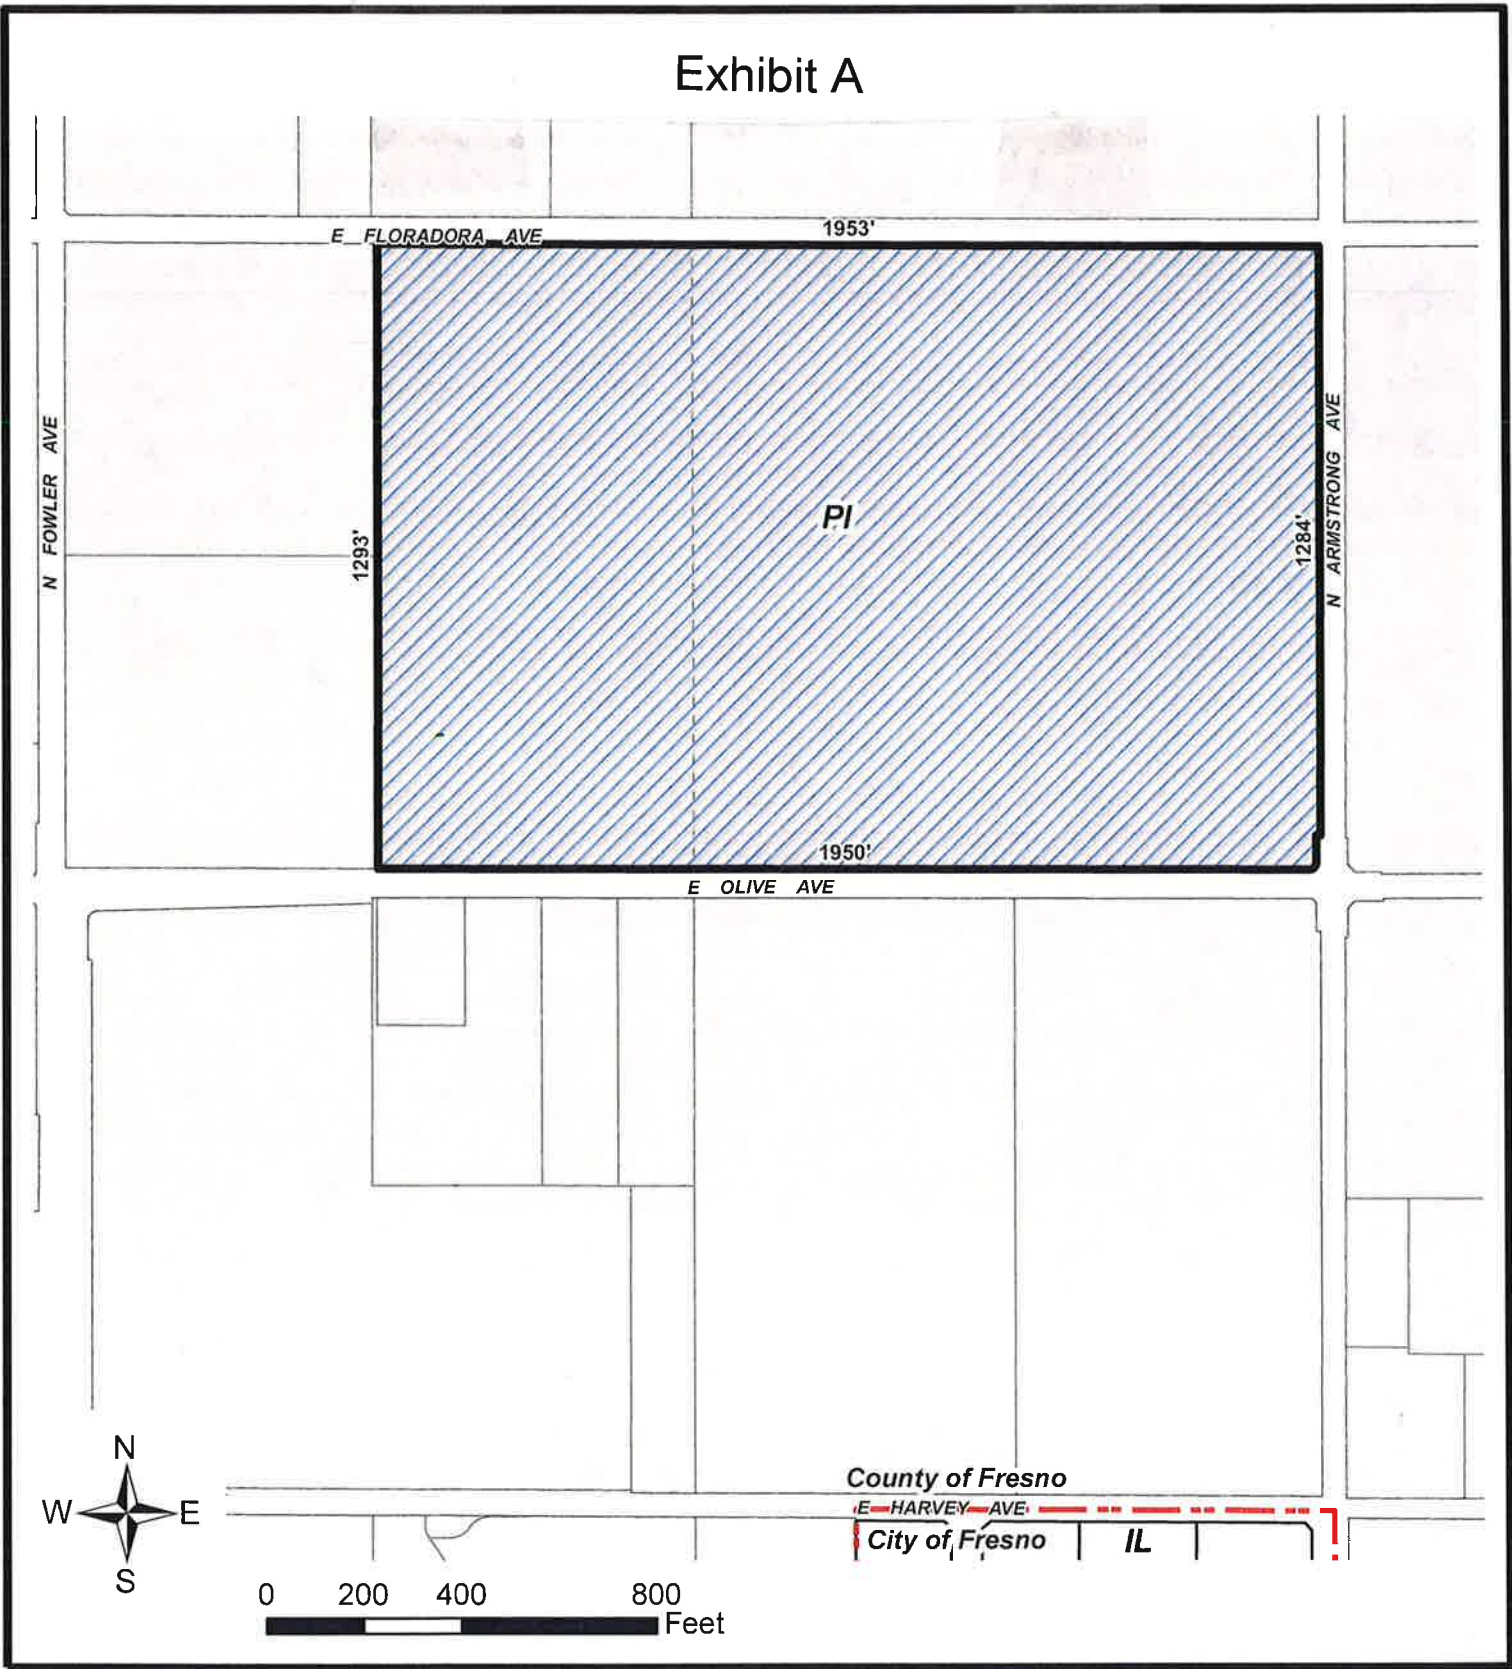 Exhibit A
1953'
E FLORADORA AVE
N FOWLER AVE
1293'
PI
1284'
N ARMSTRONG AVE
1950'
E OLIVE AVE
County of Fresno
E HARVEY AVE
City of Fresno
IL
N
W E
S
0 200 400 800
Feet